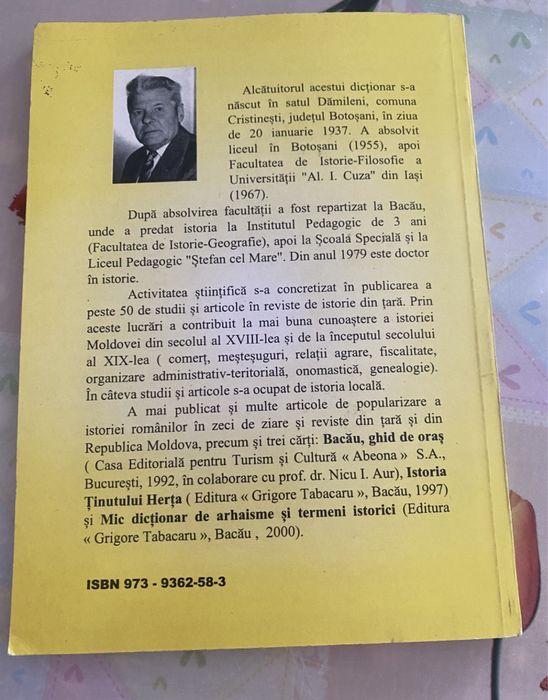 Alcătuitorul acestui dicționar s-a
născut în satul Dămileni, comuna
Cristinești, județul Botoșani, în ziua
de 20 ianuarie 1937. A absolvit
liceul în Botoșani (1955), apoi
Facultatea de Istorie-Filosofie a
Universității "Al. I. Cuza" din Iași
(1967).
După absolvirea facultății a fost repartizat la Bacău,
unde a predat istoria la Institutul Pedagogic de 3 ani
(Facultatea de Istorie-Geografie), apoi la Școala Specială și la
Liceul Pedagogic "Ștefan cel Mare". Din anul 1979 este doctor
în istorie.
Activitatea științifică s-a concretizat în publicarea a
peste 50 de studii și articole în reviste de istorie din țară. Prin
aceste lucrări a contribuit la mai buna cunoaștere a istoriei
Moldovei din secolul al XVIII-lea și de la începutul secolului
al XIX-lea ( comerț, meșteșuguri, relații agrare, fiscalitate,
organizare administrativ-teritorială, onomastică, genealogie).
În câteva studii și articole s-a ocupat de istoria locală.
A mai publicat și multe articole de popularizare a
istoriei românilor în zeci de ziare și reviste din țară și din
Republica Moldova, precum și trei cărți: Bacău, ghid de oraș
( Casa Editorială pentru Turism și Cultură « Abeona » S.A.,
București, 1992, în colaborare cu prof. dr. Nicu I. Aur), Istoria
Ținutului Herța ( Editura « Grigore Tabacaru », Bacău, 1997)
și Mic dicționar de arhaisme și termeni istorici (Editura
« Grigore Tabacaru », Bacău , 2000).
ISBN 973 - 9362-58-3